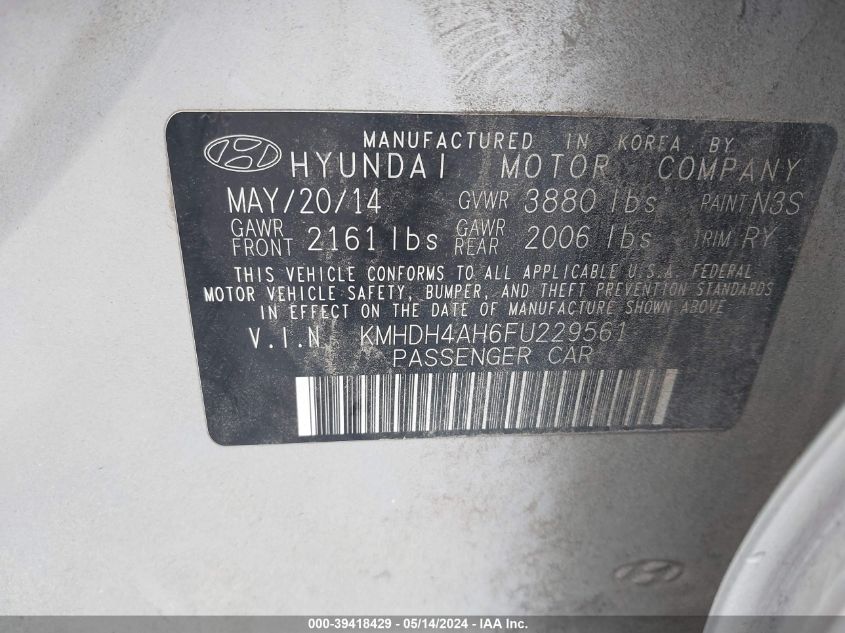 MANUFACTURED IN KOREA BY
HYUNDAI MOTOR COMPANY
MAY/20/14 GVWR 3880 lbs PAINT N3S
GAWR FRONT 2161 lbs GAWR REAR 2006 lbs TRIM RY
THIS VEHICLE CONFORMS TO ALL APPLICABLE U.S.A. FEDERAL
MOTOR VEHICLE SAFETY, BUMPER, AND THEFT PREVENTION STANDARDS
IN EFFECT ON THE DATE OF MANUFACTURE SHOWN ABOVE
V.I.N. KMHDH4AH6FU229561
PASSENGER CAR
000-39418429 - 05/14/2024 - IAA Inc.